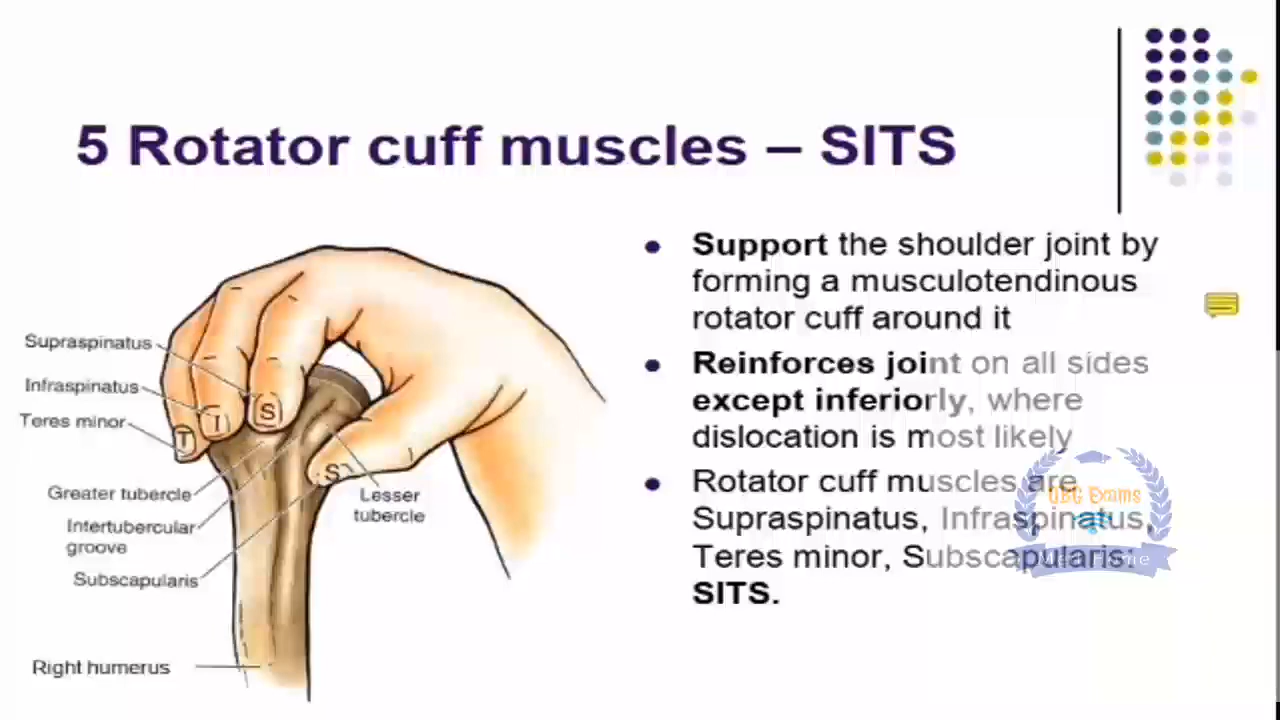 5 Rotator cuff muscles – SITS
Support the shoulder joint by
forming a musculotendinous
rotator cuff around it
Reinforces joint on all sides
except inferiorly, where
dislocation is most likely
Rotator cuff muscles are
Supraspinatus, Infraspinatus,
Teres minor, Subscapularis:
SITS.
Supraspinatus
Infraspinatus
Teres minor
T
I
S
S
Greater tubercle
Intertubercular
groove
Subscapularis
Lesser
tubercle
Right humerus
Exams
Home